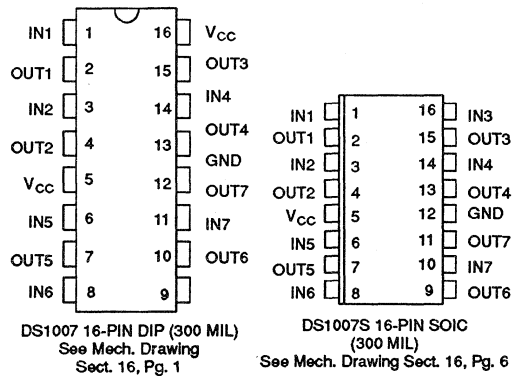 IN1 1 16 VCC
OUT1 2 15 OUT3
IN2 3 14 IN4
OUT2 4 13 OUT4
VCC 5 12 GND
IN5 6 11 OUT7
OUT5 7 10 IN7
IN6 8 9 OUT6
DS1007 16-PIN DIP (300 MIL)
See Mech. Drawing
Sect. 16, Pg. 1
IN1 1 16 IN3
OUT1 2 15 OUT3
IN2 3 14 IN4
OUT2 4 13 OUT4
VCC 5 12 GND
IN5 6 11 OUT7
OUT5 7 10 IN7
IN6 8 9 OUT6
DS1007S 16-PIN SOIC
(300 MIL)
See Mech. Drawing Sect. 16, Pg. 6